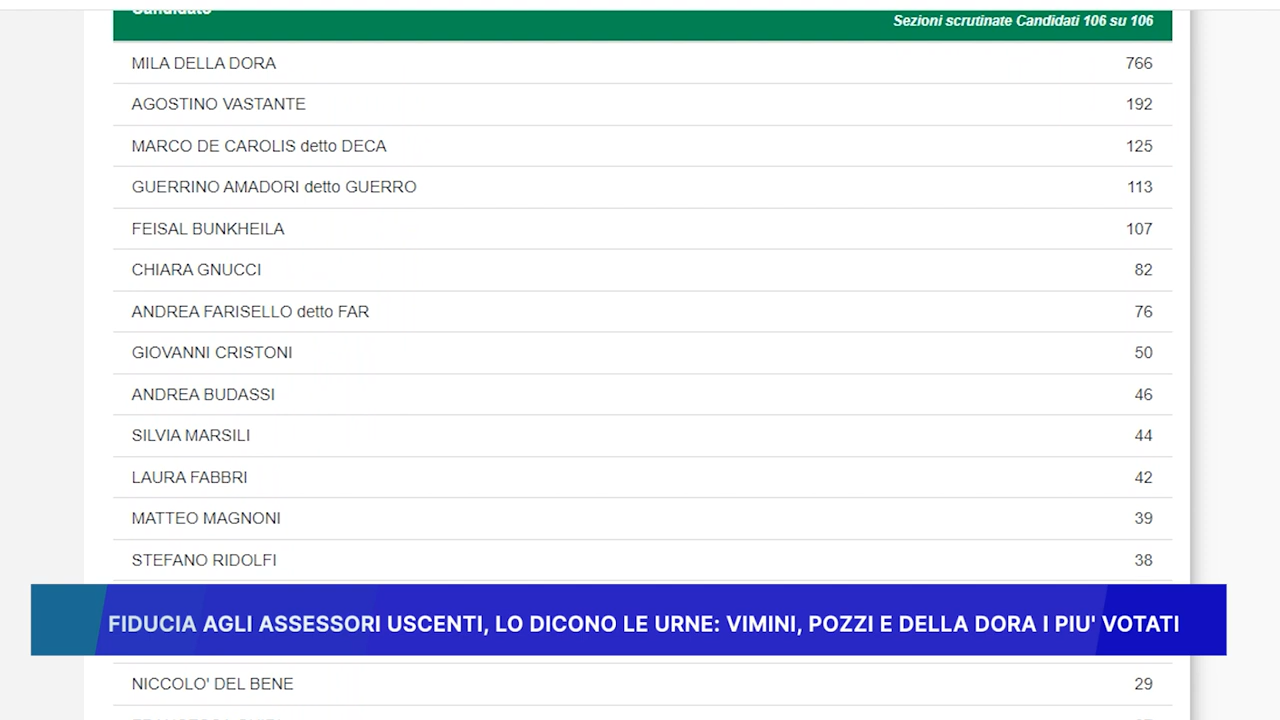 Candidato
Sezioni scrutinate Candidati 106 su 106
MILA DELLA DORA 766
AGOSTINO VASTANTE 192
MARCO DE CAROLIS detto DECA 125
GUERRINO AMADORI detto GUERRO 113
FEISAL BUNKHEILA 107
CHIARA GNUCCI 82
ANDREA FARISELLO detto FAR 76
GIOVANNI CRISTONI 50
ANDREA BUDASSI 46
SILVIA MARSILI 44
LAURA FABBRI 42
MATTEO MAGNONI 39
STEFANO RIDOLFI 38
FIDUCIA AGLI ASSESSORI USCENTI, LO DICONO LE URNE: VIMINI, POZZI E DELLA DORA I PIU' VOTATI
NICCOLO' DEL BENE 29